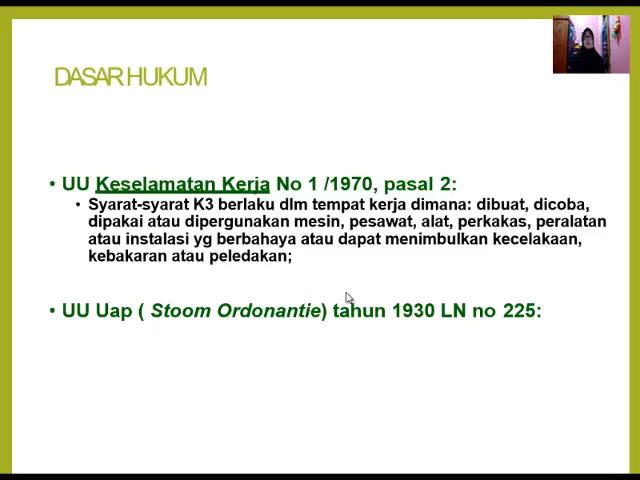 DASAR HUKUM
• UU Keselamatan Kerja No 1 /1970, pasal 2:
• Syarat-syarat K3 berlaku dlm tempat kerja dimana: dibuat, dicoba,
dipakai atau dipergunakan mesin, pesawat, alat, perkakas, peralatan
atau instalasi yg berbahaya atau dapat menimbulkan kecelakaan,
kebakaran atau peledakan;
• UU Uap ( Stoom Ordonantie) tahun 1930 LN no 225: